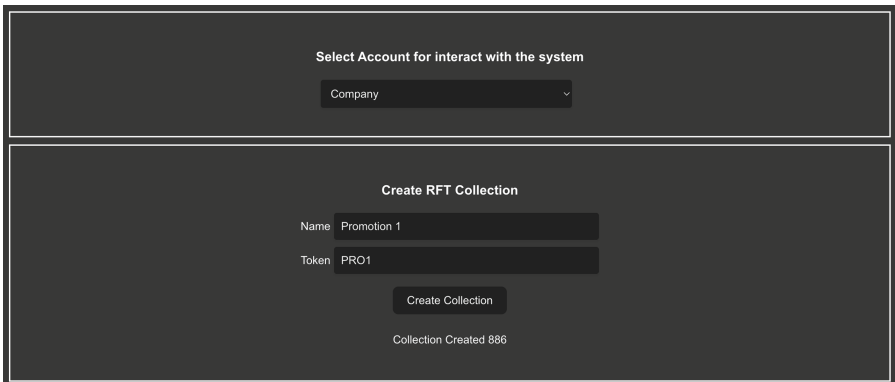 Select Account for interact with the system
Company
Create RFT Collection
Name Promotion 1
Token PRO1
Create Collection
Collection Created 886